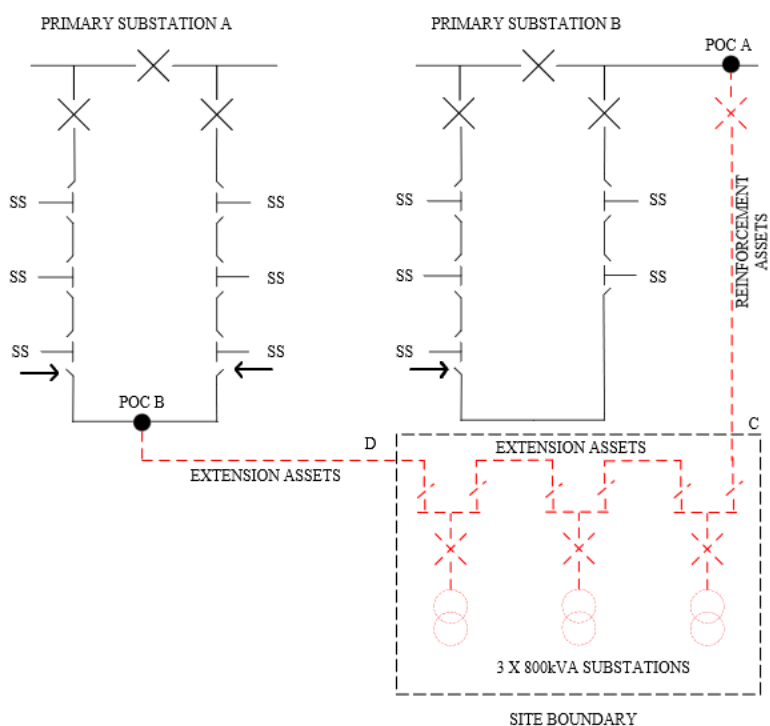 PRIMARY SUBSTATION A
PRIMARY SUBSTATION B
POC A
SS
SS
SS
SS
SS
SS
SS
SS
SS
SS
SS
REINFORCEMENT
ASSETS
POC B
C
D
EXTENSION ASSETS
EXTENSION ASSETS
3 X 800kVA SUBSTATIONS
SITE BOUNDARY